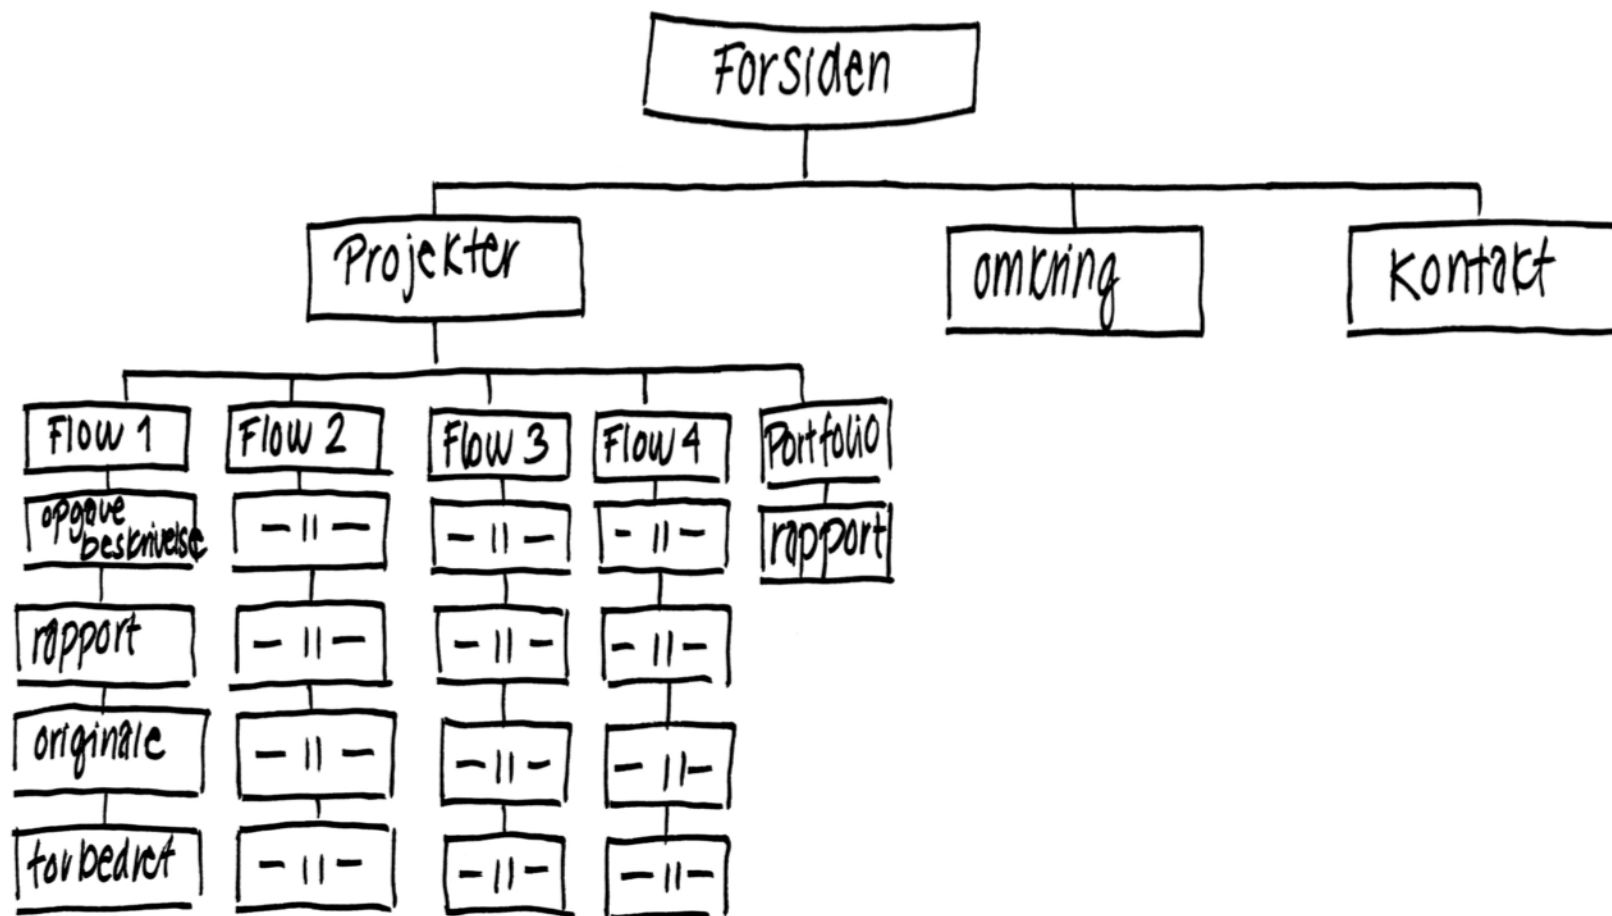 Forsiden
Projekter
omkring
Kontakt
Flow 1
Flow 2
Flow 3
Flow 4
Portfolio
opgave
beskrivelse
- || -
- || -
- || -
rapport
rapport
- || -
- || -
- || -
originale
- || -
- || -
- || -
forbedret
- || -
- || -
- || -